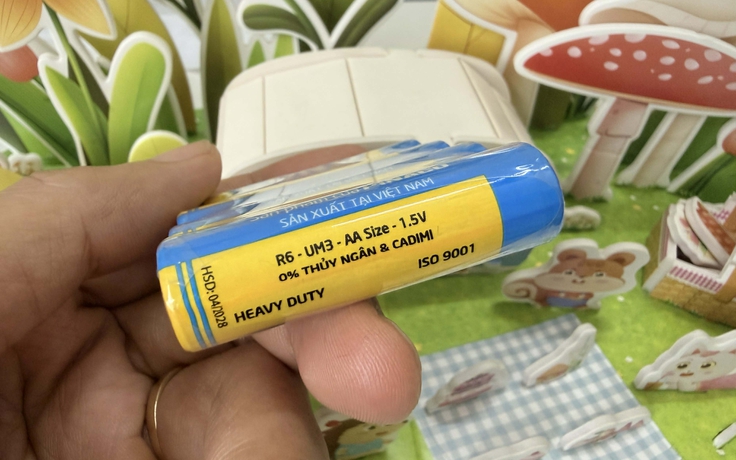 SẢN XUẤT TẠI VIỆT NAM
R6 - UM3 - AA Size - 1.5V
0% THỦY NGÂN & CADIMI
ISO 9001
HEAVY DUTY
HSD: 04/2028